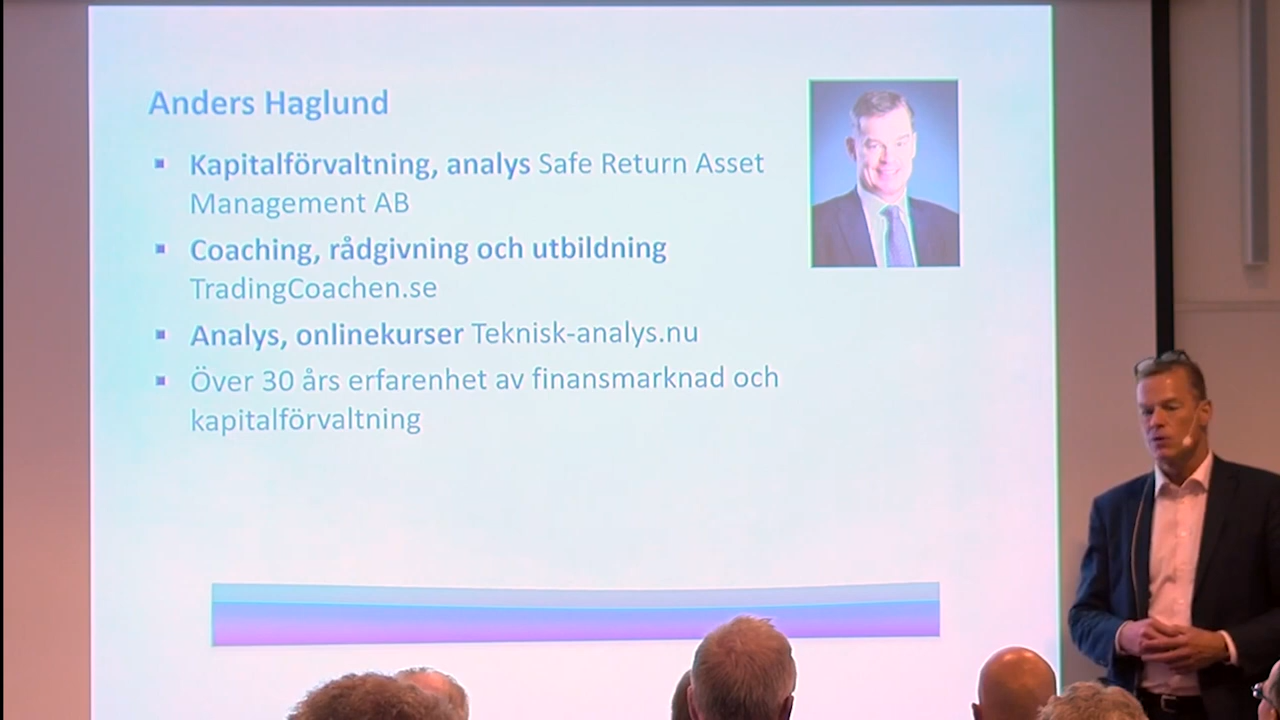 Anders Haglund
Kapitalförvaltning, analys Safe Return Asset
Management AB
Coaching, rådgivning och utbildning
TradingCoachen.se
Analys, onlinekurser Teknisk-analys.nu
Över 30 års erfarenhet av finansmarknad och
kapitalförvaltning